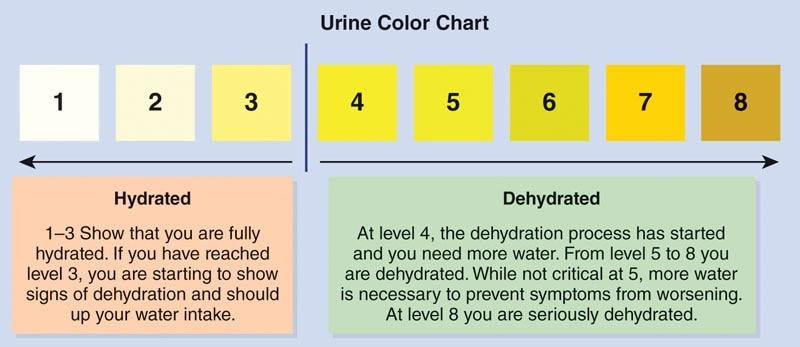 Urine Color Chart
1 2 3 4 5 6 7 8
Hydrated
1–3 Show that you are fully
hydrated. If you have reached
level 3, you are starting to show
signs of dehydration and should
up your water intake.
Dehydrated
At level 4, the dehydration process has started
and you need more water. From level 5 to 8 you
are dehydrated. While not critical at 5, more water
is necessary to prevent symptoms from worsening.
At level 8 you are seriously dehydrated.